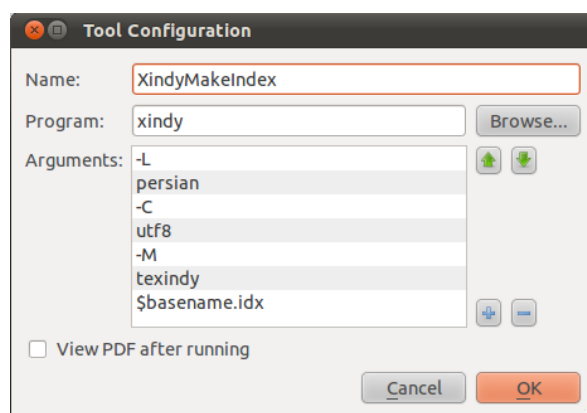 Tool Configuration
Name: XindyMakeIndex
Program: xindy Browse...
Arguments: -L
persian
-C
utf8
-M
texindy
$basename.idx
View PDF after running
Cancel OK